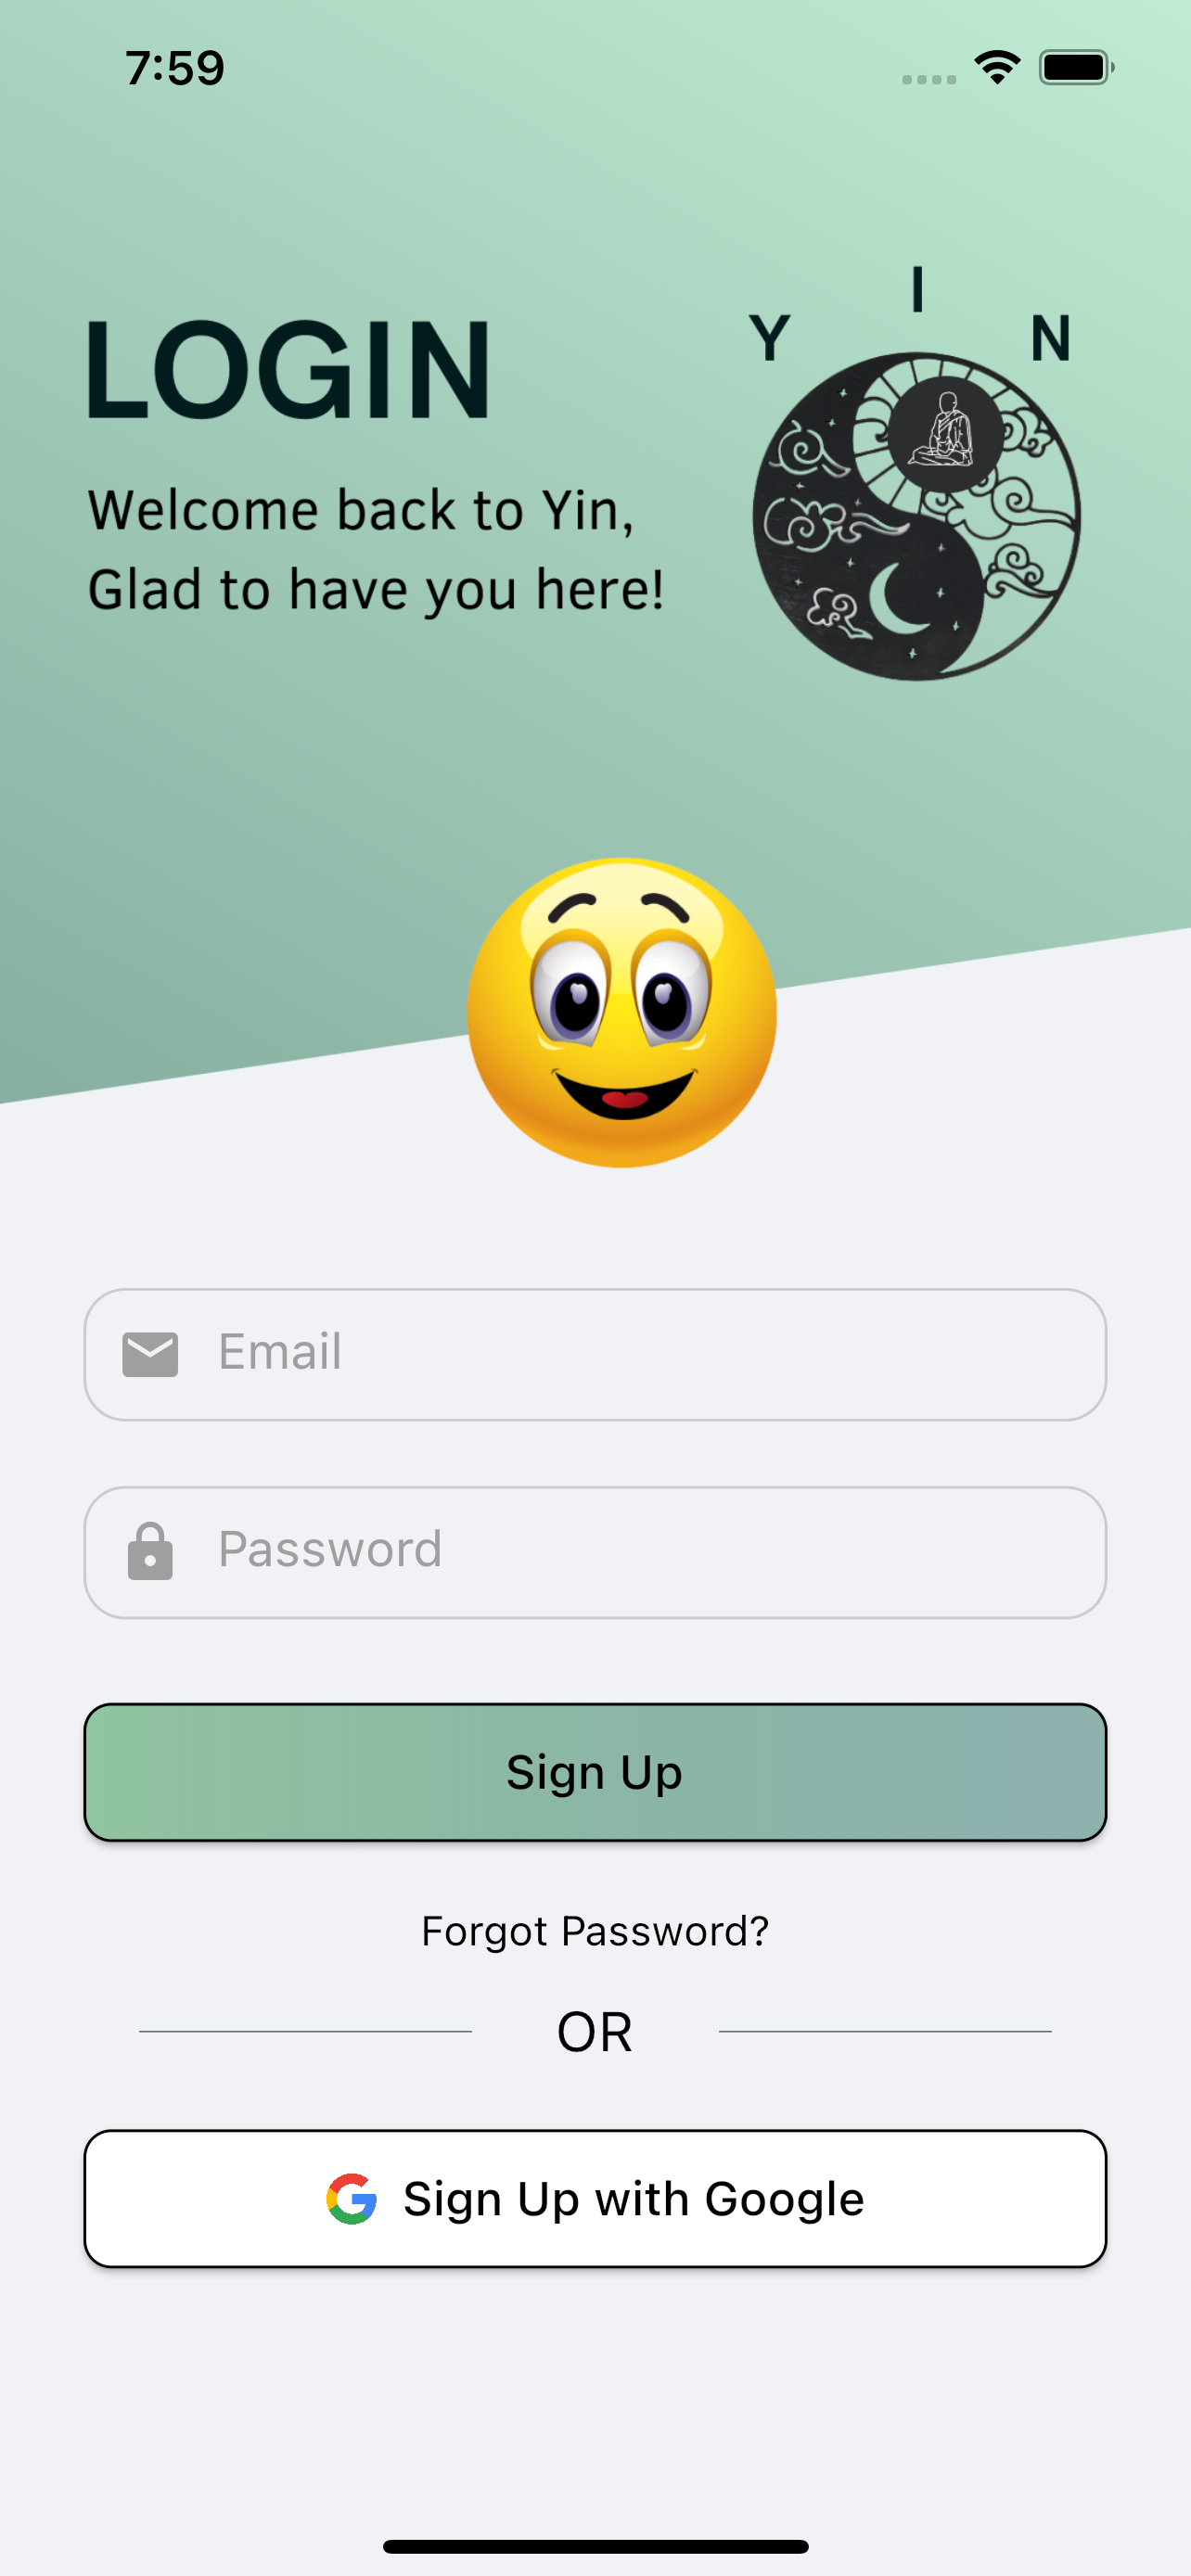 7:59
Y I N
LOGIN
Welcome back to Yin,
Glad to have you here!
Email
Password
Sign Up
Forgot Password?
OR
Sign Up with Google